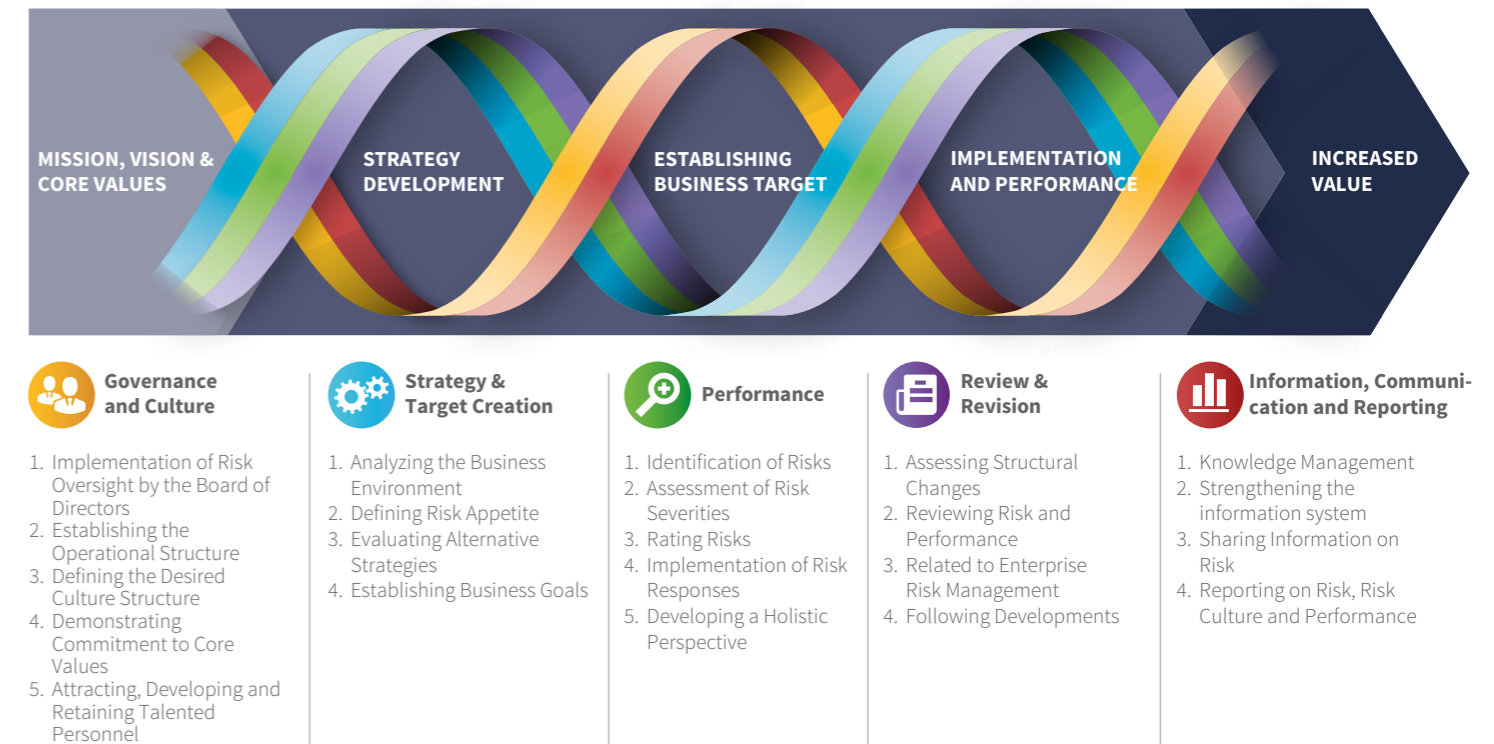 MISSION, VISION &
CORE VALUES
STRATEGY
DEVELOPMENT
ESTABLISHING
BUSINESS TARGET
IMPLEMENTATION
AND PERFORMANCE
INCREASED
VALUE
Governance
and Culture
1. Implementation of Risk
Oversight by the Board of
Directors
2. Establishing the
Operational Structure
3. Defining the Desired
Culture Structure
4. Demonstrating
Commitment to Core
Values
5. Attracting, Developing and
Retaining Talented
Personnel
Strategy &
Target Creation
1. Analyzing the Business
Environment
2. Defining Risk Appetite
3. Evaluating Alternative
Strategies
4. Establishing Business Goals
Performance
1. Identification of Risks
2. Assessment of Risk
Severities
3. Rating Risks
4. Implementation of Risk
Responses
5. Developing a Holistic
Perspective
Review &
Revision
1. Assessing Structural
Changes
2. Reviewing Risk and
Performance
3. Related to Enterprise
Risk Management
4. Following Developments
Information, Communi-
cation and Reporting
1. Knowledge Management
2. Strengthening the
information system
3. Sharing Information on
Risk
4. Reporting on Risk, Risk
Culture and Performance